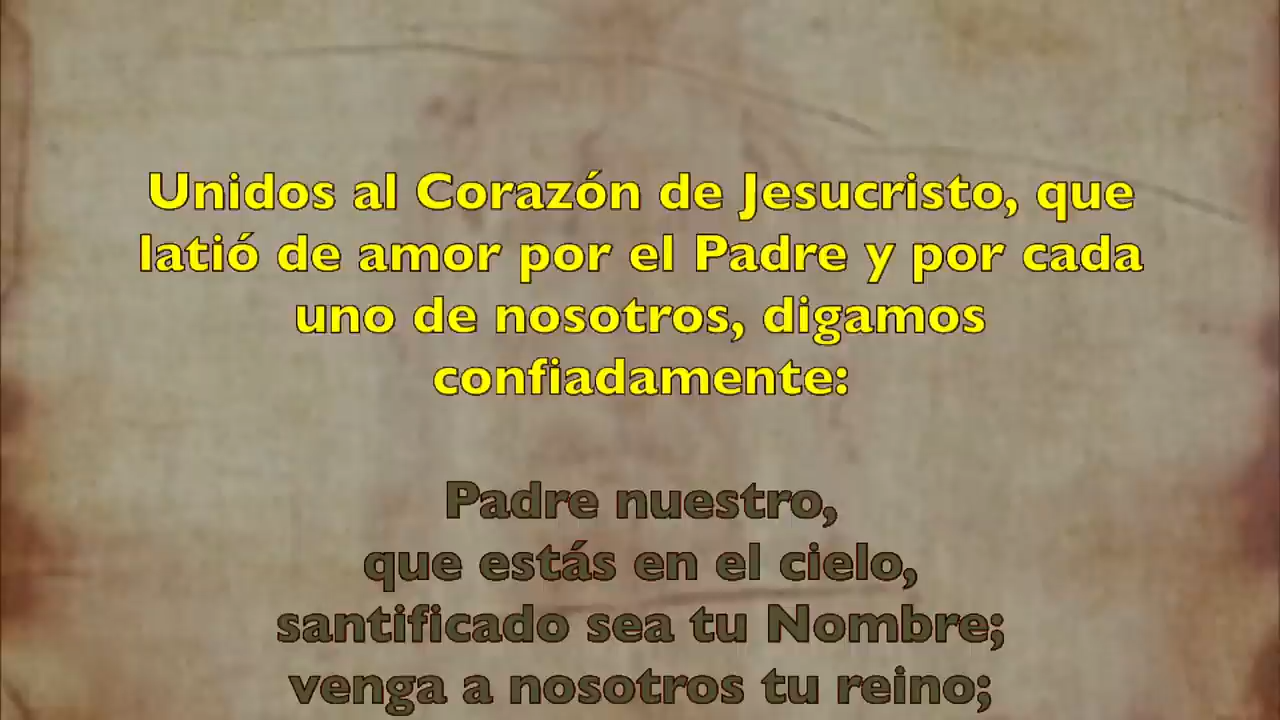 Unidos al Corazón de Jesucristo, que
latió de amor por el Padre y por cada
uno de nosotros, digamos
confiadamente:
Padre nuestro,
que estás en el cielo,
santificado sea tu Nombre;
venga a nosotros tu reino;